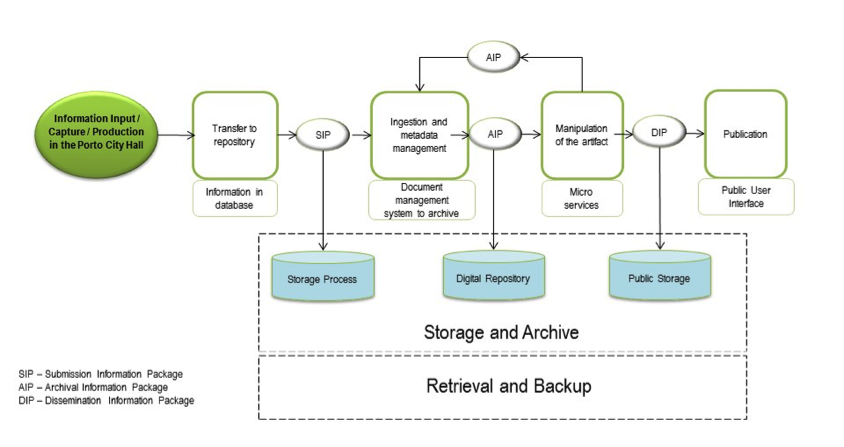 AIP
Information Input /
Capture / Production
in the Porto City Hall
Transfer to
repository
SIP
Ingestion and
metadata
management
AIP
Manipulation
of the artifact
DIP
Publication
Information in
database
Document
management
system to archive
Micro
services
Public User
Interface
Storage Process
Digital Repository
Public Storage
Storage and Archive
Retrieval and Backup
SIP – Submission Information Package
AIP – Archival Information Package
DIP – Dissemination Information Package